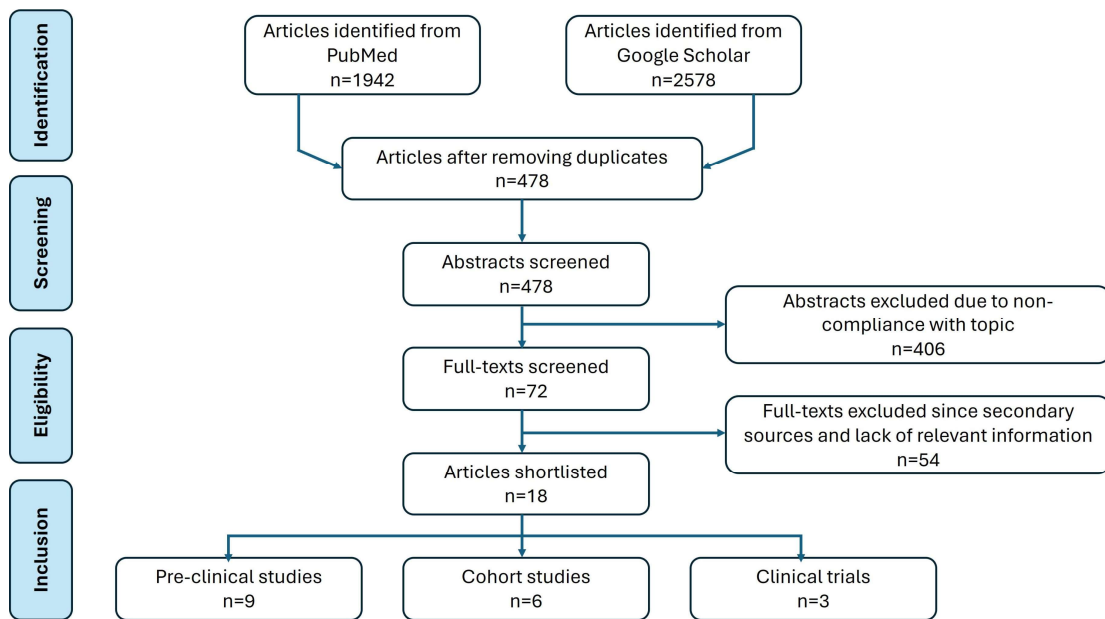 Identification
Articles identified from
PubMed
n=1942
Articles identified from
Google Scholar
n=2578
Articles after removing duplicates
n=478
Screening
Abstracts screened
n=478
Abstracts excluded due to non-
compliance with topic
n=406
Eligibility
Full-texts screened
n=72
Full-texts excluded since secondary
sources and lack of relevant information
n=54
Articles shortlisted
n=18
Inclusion
Pre-clinical studies
n=9
Cohort studies
n=6
Clinical trials
n=3